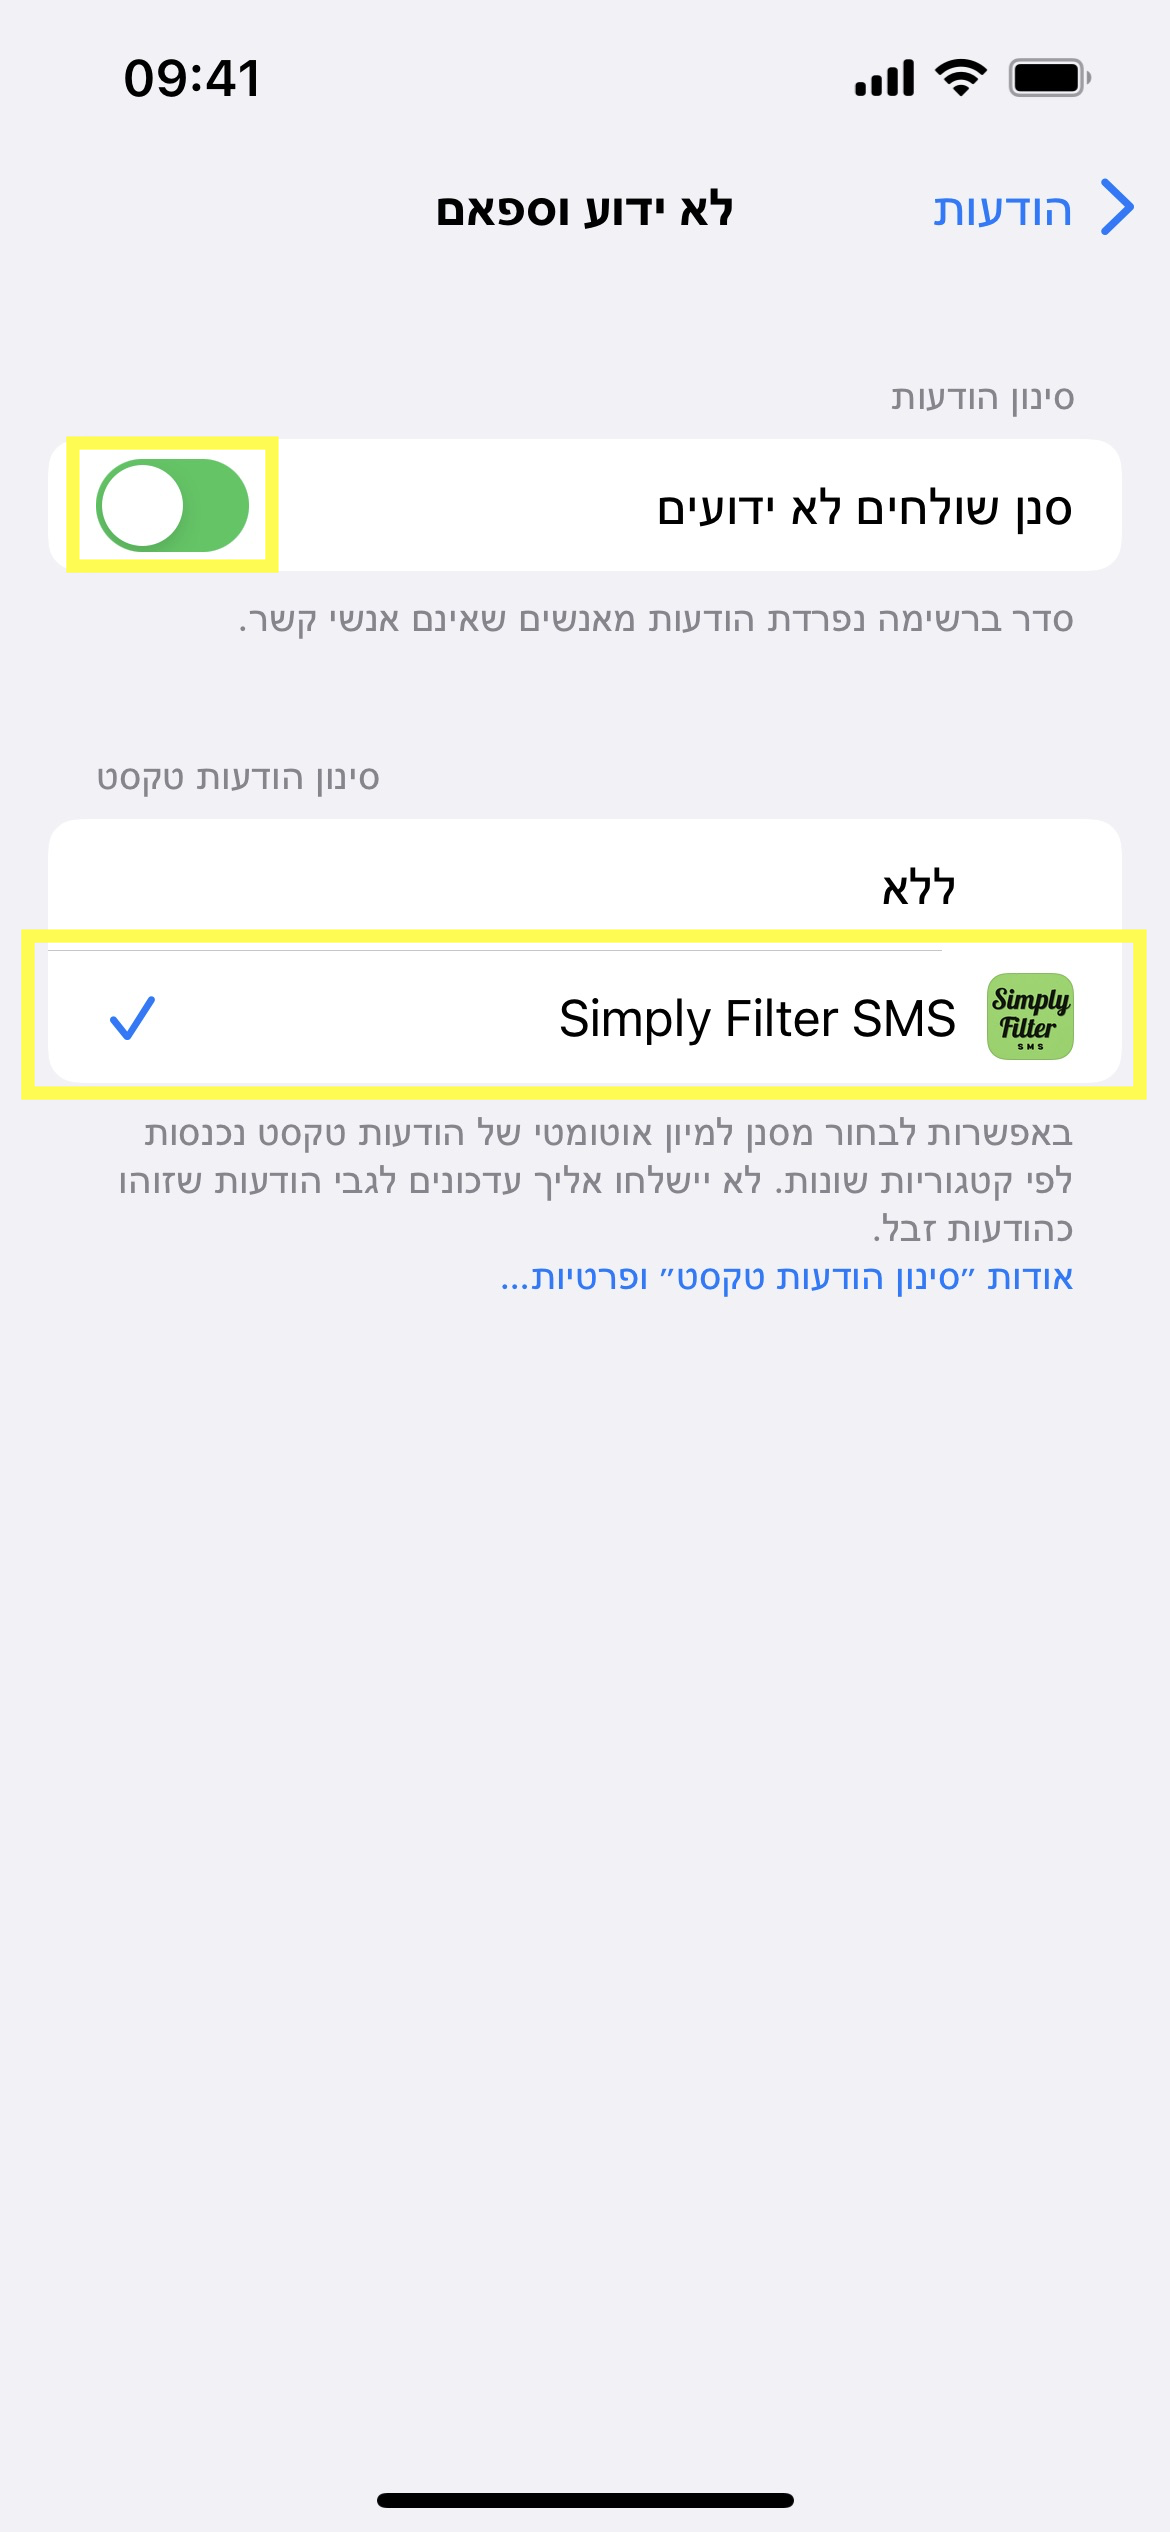 09:41
הודעות
לא ידוע וספאם
סינון הודעות
סנן שולחים לא ידועים
סדר ברשימה נפרדת הודעות מאנשים שאינם אנשי קשר.
סינון הודעות טקסט
ללא
Simply Filter SMS
Simply
Filter
SMS
באפשרות לבחור מסנן למיון אוטומטי של הודעות טקסט נכנסות
לפי קטגוריות שונות. לא יישלחו אליך עדכונים לגבי הודעות שזוהו
כהודעות זבל.
אודות ״סינון הודעות טקסט״ ופרטיות...